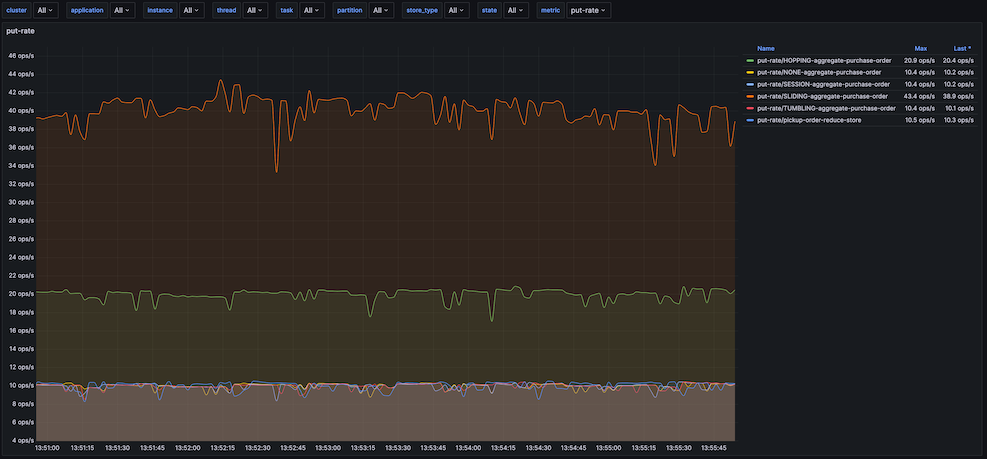 cluster All application All instance All thread All task All partition All store_type All state All metric put-rate
put-rate
Name Max Last *
put-rate/HOPPING-aggregate-purchase-order 20.9 ops/s 20.4 ops/s
put-rate/NONE-aggregate-purchase-order 10.4 ops/s 10.2 ops/s
put-rate/SESSION-aggregate-purchase-order 10.4 ops/s 10.2 ops/s
put-rate/SLIDING-aggregate-purchase-order 43.4 ops/s 38.9 ops/s
put-rate/TUMBLING-aggregate-purchase-order 10.4 ops/s 10.1 ops/s
put-rate/pickup-order-reduce-store 10.5 ops/s 10.3 ops/s
46 ops/s
44 ops/s
42 ops/s
40 ops/s
38 ops/s
36 ops/s
34 ops/s
32 ops/s
30 ops/s
28 ops/s
26 ops/s
24 ops/s
22 ops/s
20 ops/s
18 ops/s
16 ops/s
14 ops/s
12 ops/s
10 ops/s
8 ops/s
6 ops/s
4 ops/s
13:51:00 13:51:15 13:51:30 13:51:45 13:52:00 13:52:15 13:52:30 13:52:45 13:53:00 13:53:15 13:53:30 13:53:45 13:54:00 13:54:15 13:54:30 13:54:45 13:55:00 13:55:15 13:55:30 13:55:45